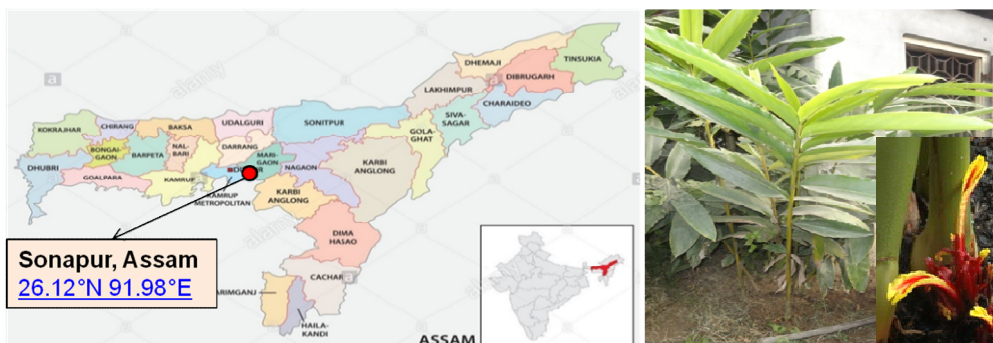 DHEMAJI
TINSUKIA
DIBRUGARH
LAKHIMPUR
CHARAIDEO
SIVA-
SAGAR
GOLA-
GHAT
KOKRAJHAR
CHIRANG
BAKSA
UDALGURI
SONITPUR
BONGAI-
GAON
BARPETA
NAL-
BARI
DARRANG
MARI-
GAON
NAGAON
KARBI
ANGLONG
DHUBRI
GOALPARA
KAMRUP
KAMRUP
METROPOLITAN
KARBI
ANGLONG
DIMA
HASAO
Sonapur, Assam
26.12°N 91.98°E
CACHAR
ARIMGANJ
HAILA-
KANDI
ASSAM
alamy
a
a
a